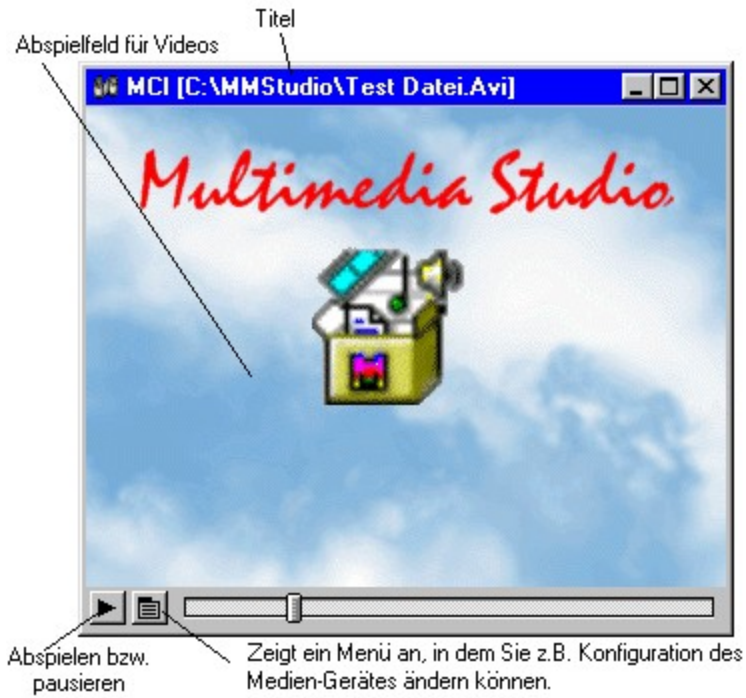 Titel
Abspielfeld für Videos
MCI [C:\MMStudio\Test Datei.Avi]
Multimedia Studio
Abspielen bzw.
pausieren
Zeigt ein Menü an, in dem Sie z.B. Konfiguration des
Medien-Gerätes ändern können.